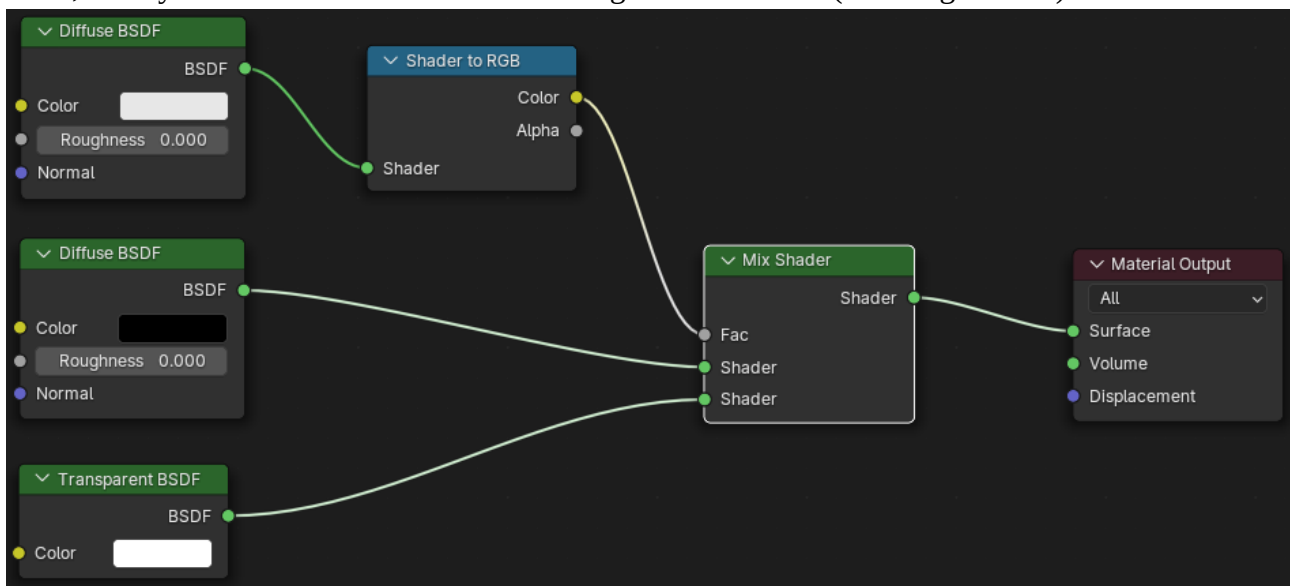 Diffuse BSDF
BSDF
Color
Roughness 0.000
Normal
Shader to RGB
Color
Alpha
Shader
Diffuse BSDF
BSDF
Color
Roughness 0.000
Normal
Transparent BSDF
BSDF
Color
Mix Shader
Shader
Fac
Shader
Shader
Material Output
All
Surface
Volume
Displacement